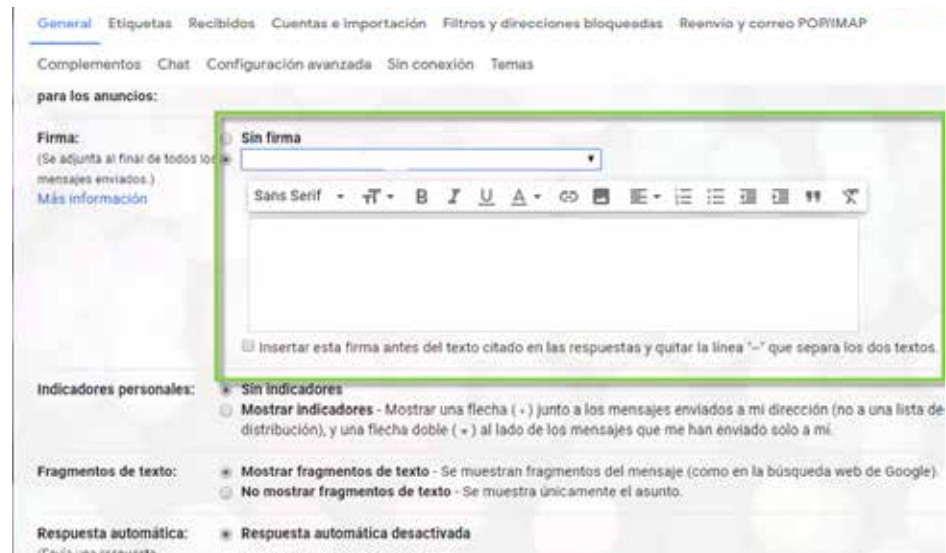 General Etiquetas Recibidos Cuentas e importación Filtros y direcciones bloqueadas Reenvío y correo POP/IMAP
Complementos Chat Configuración avanzada Sin conexión Temas
para los anuncios:
Firma:
(Se adjunta al final de todos los
mensajes enviados.)
Más información
Sin firma
Sans Serif
Insertar esta firma antes del texto citado en las respuestas y quitar la línea "--" que separa los dos textos.
Indicadores personales:
Sin indicadores
Mostrar indicadores - Mostrar una flecha ( › ) junto a los mensajes enviados a mi dirección (no a una lista de
distribución), y una flecha doble ( » ) al lado de los mensajes que me han enviado solo a mí.
Fragmentos de texto:
Mostrar fragmentos de texto - Se muestran fragmentos del mensaje (como en la búsqueda web de Google).
No mostrar fragmentos de texto - Se muestra únicamente el asunto.
Respuesta automática:
(Envía una respuesta
Respuesta automática desactivada